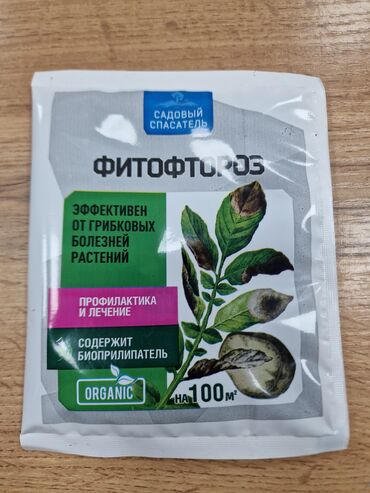 САДОВЫЙ
СПАСАТЕЛЬ
ФИТОФТОРОЗ
ЭФФЕКТИВЕН
ОТ ГРИБКОВЫХ
БОЛЕЗНЕЙ
РАСТЕНИЙ
ПРОФИЛАКТИКА
И ЛЕЧЕНИЕ
СОДЕРЖИТ
БИОПРИЛИПАТЕЛЬ
ORGANIC
НА 100 м²